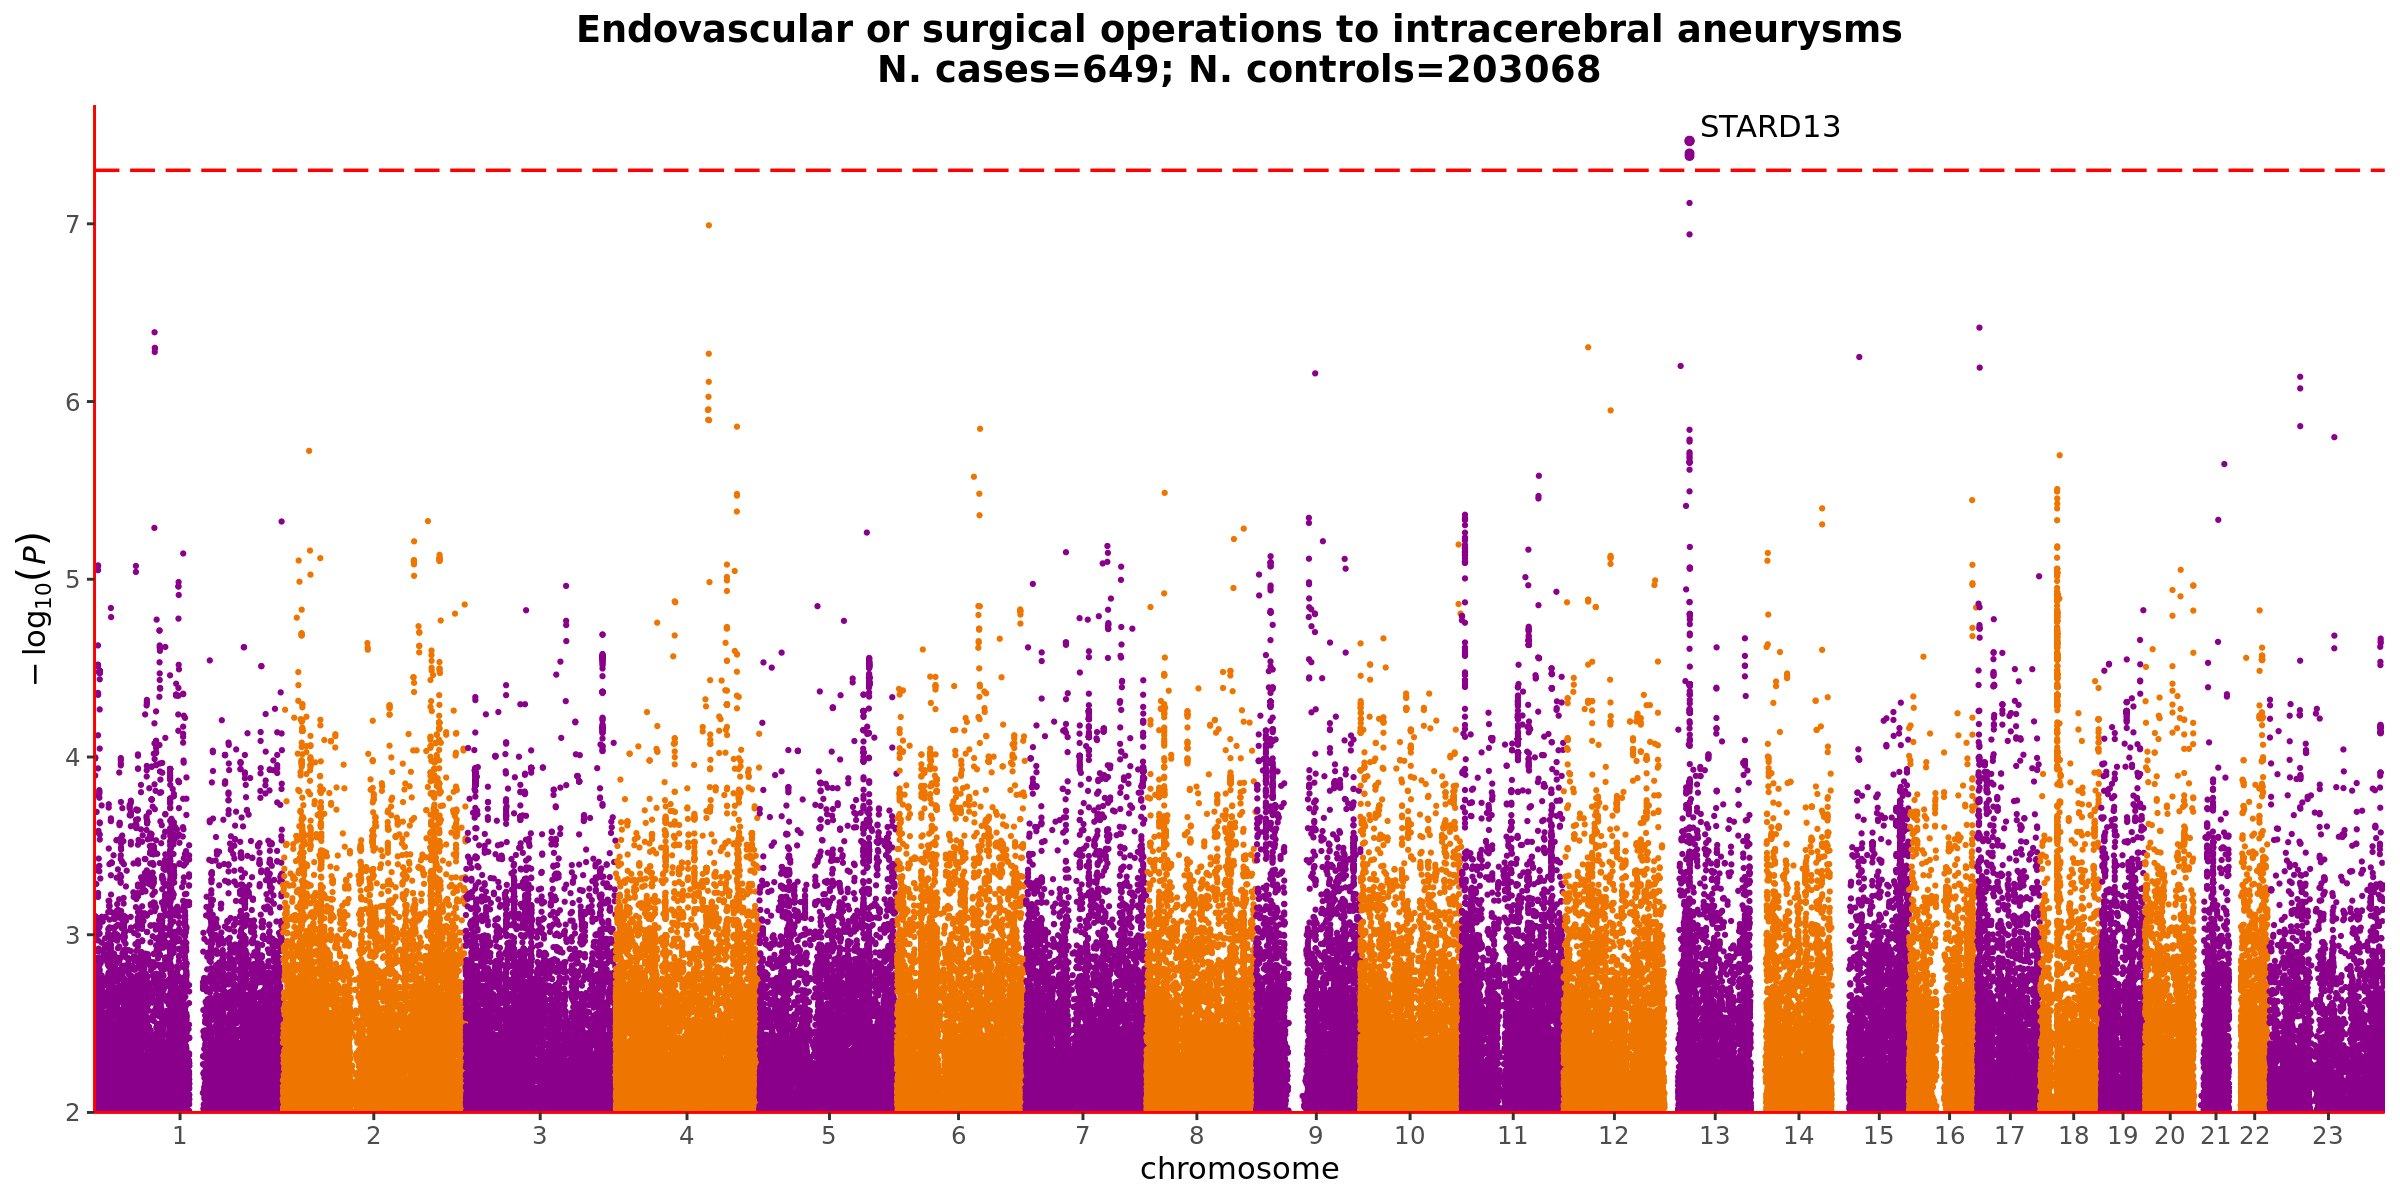 Endovascular or surgical operations to intracerebral aneurysms
N. cases=649; N. controls=203068
STARD13
7
6
5
4
3
2
−log10(P)
1 2 3 4 5 6 7 8 9 10 11 12 13 14 15 16 17 18 19 20 21 22 23
chromosome